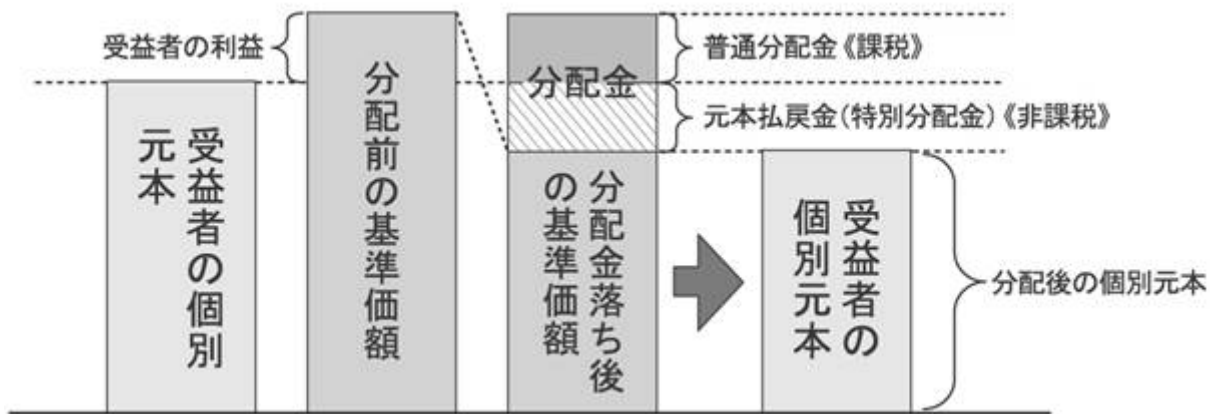 受益者の利益
受益者の個別
元本
分配前の基準価額
分配金
分配金落ち後
の基準価額
普通分配金《課税》
元本払戻金(特別分配金)《非課税》
受益者の
個別元本
分配後の個別元本